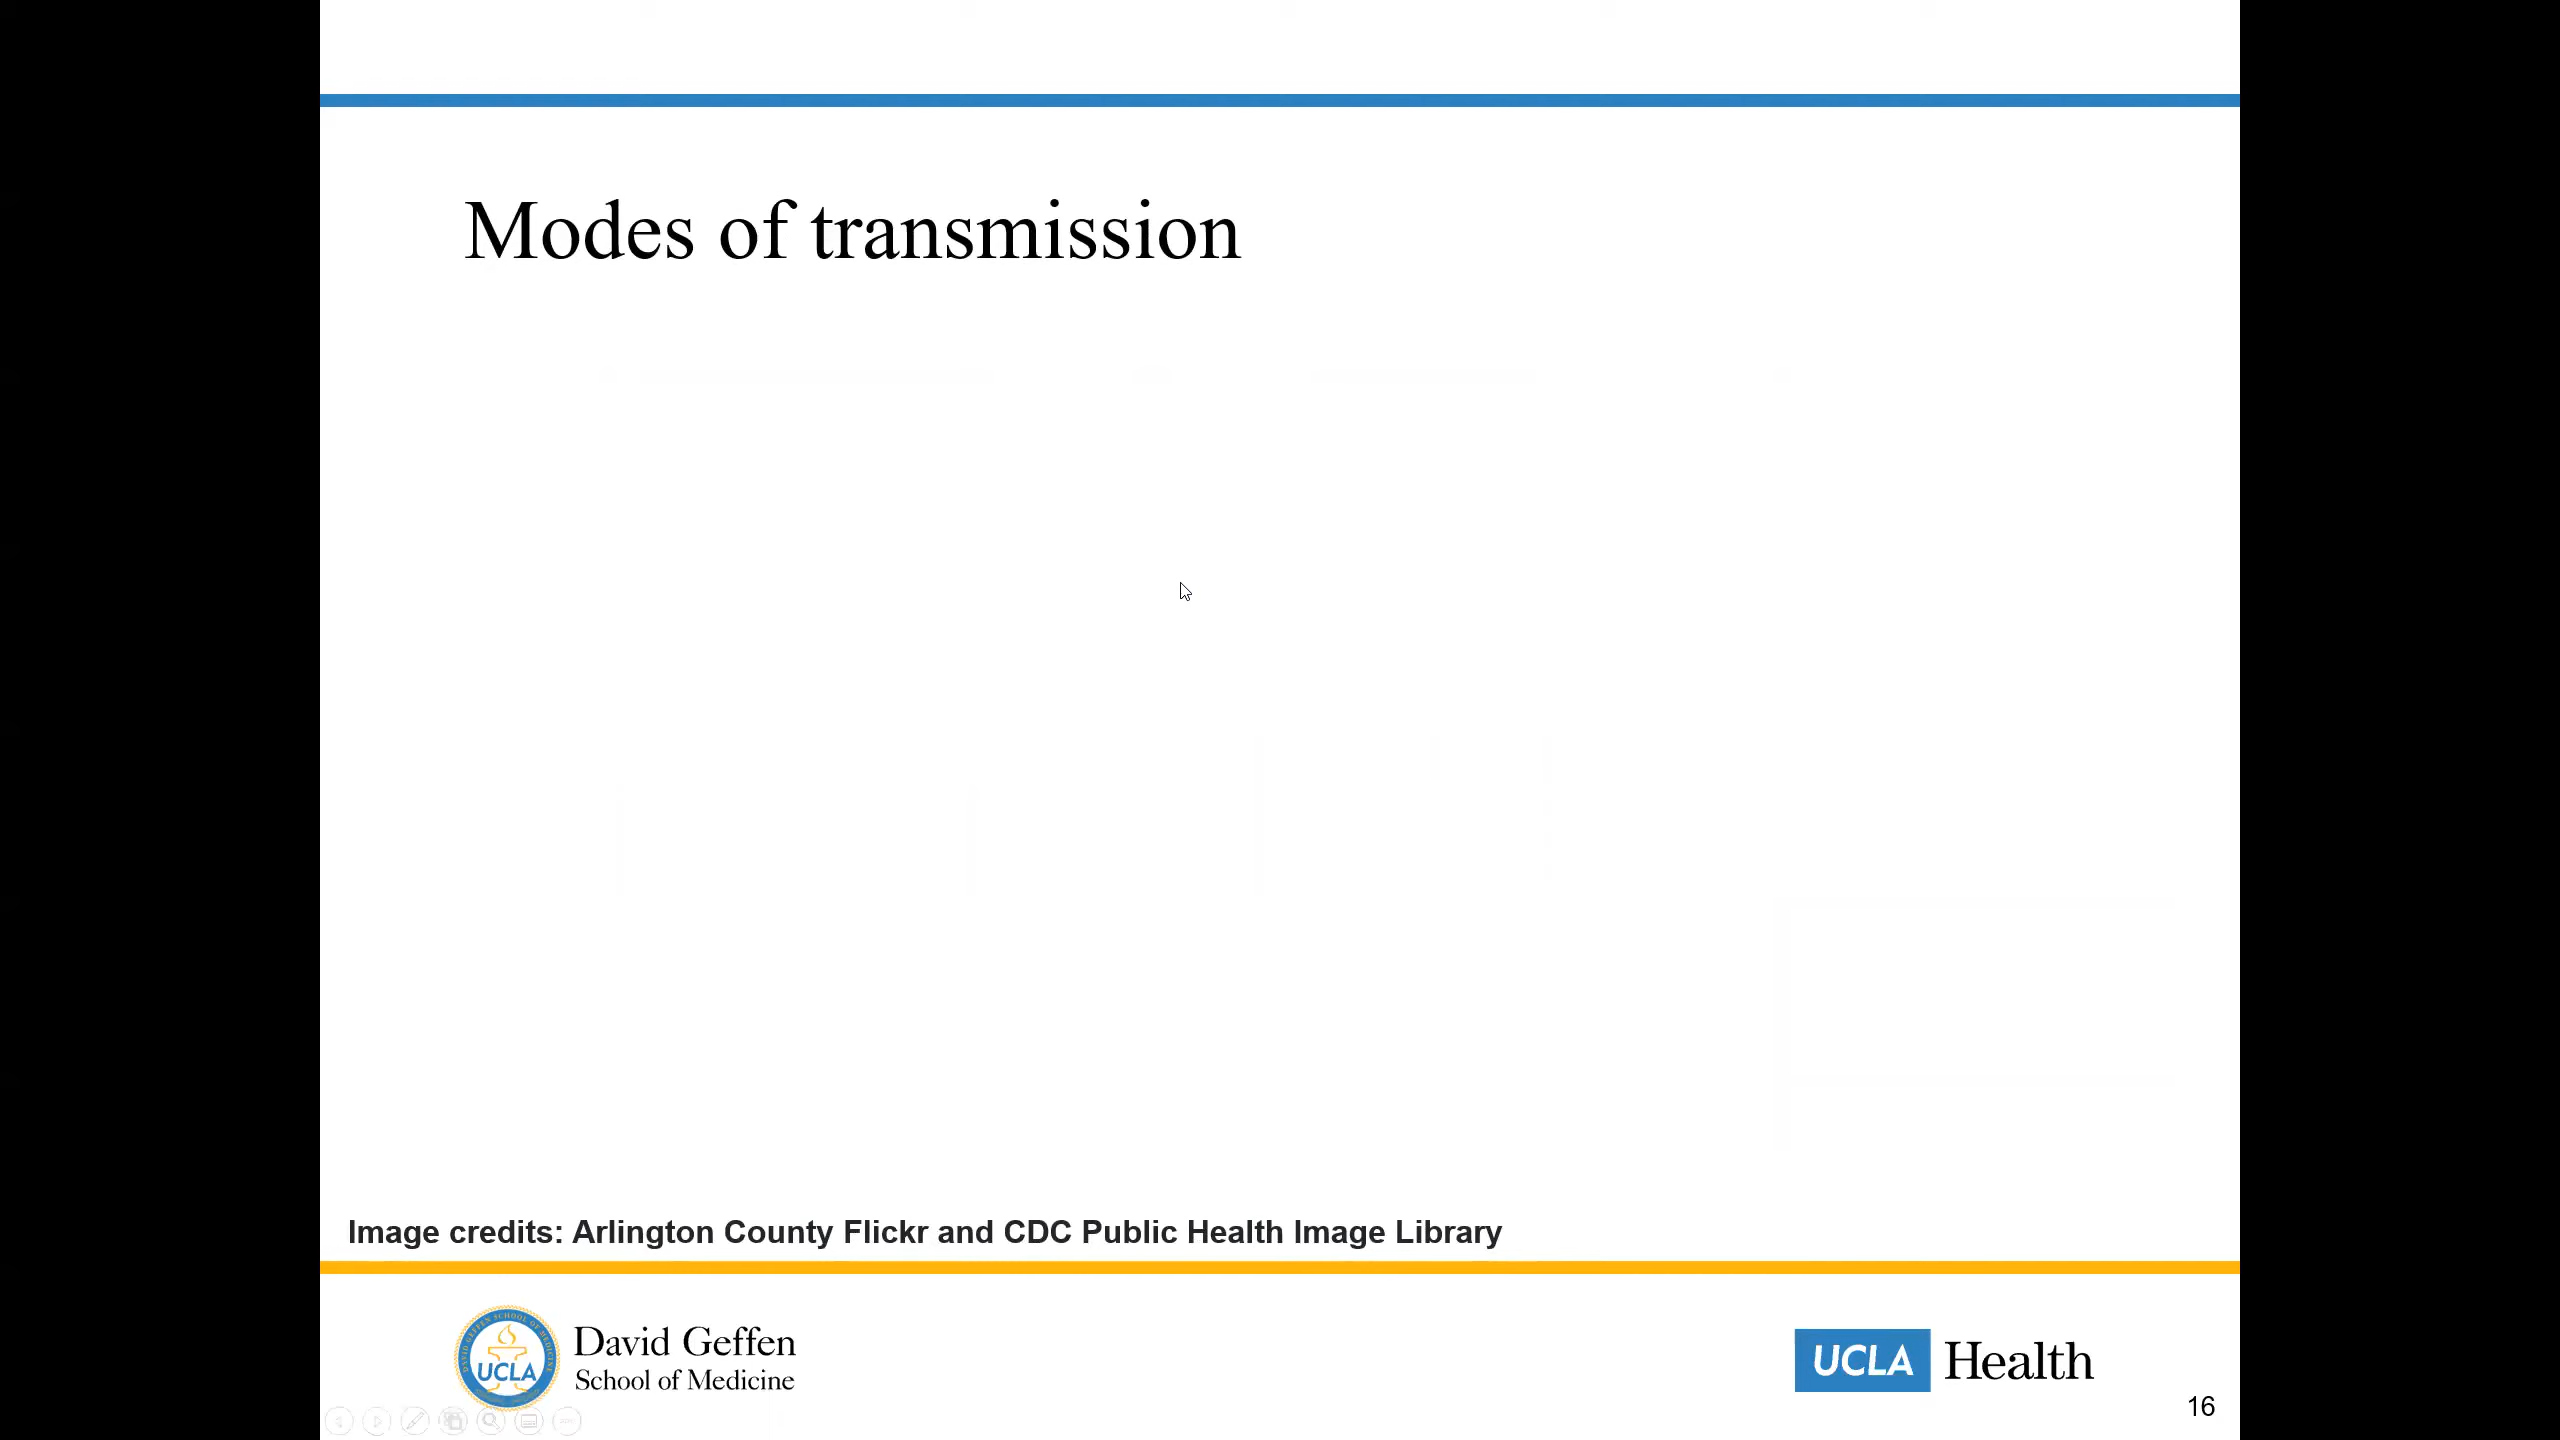 Modes of transmission
Image credits: Arlington County Flickr and CDC Public Health Image Library
UCLA
David Geffen
School of Medicine
UCLA Health
16